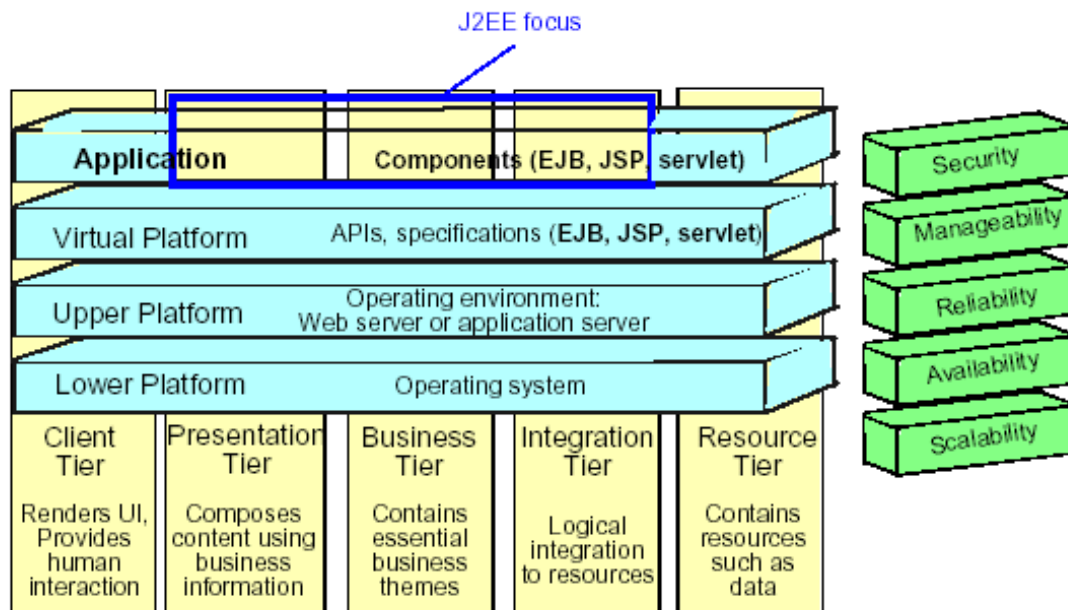 J2EE focus
Application Components (EJB, JSP, servlet)
Virtual Platform APIs, specifications (EJB, JSP, servlet)
Upper Platform Operating environment:
Web server or application server
Lower Platform Operating system
Security
Manageability
Reliability
Availability
Scalability
Client
Tier
Renders UI,
Provides
human
interaction
Presentation
Tier
Composes
content using
business
information
Business
Tier
Contains
essential
business
themes
Integration
Tier
Logical
integration
to resources
Resource
Tier
Contains
resources
such as
data